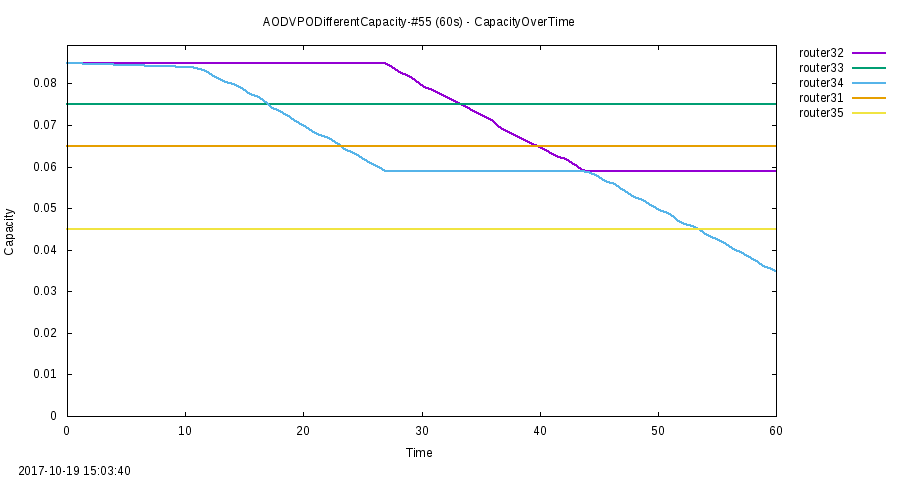 AODVPODifferentCapacity-#55 (60s) - CapacityOverTime
router32
router33
router34
router31
router35
0.08
0.07
0.06
0.05
0.04
0.03
0.02
0.01
0
Capacity
0 10 20 30 40 50 60
Time
2017-10-19 15:03:40